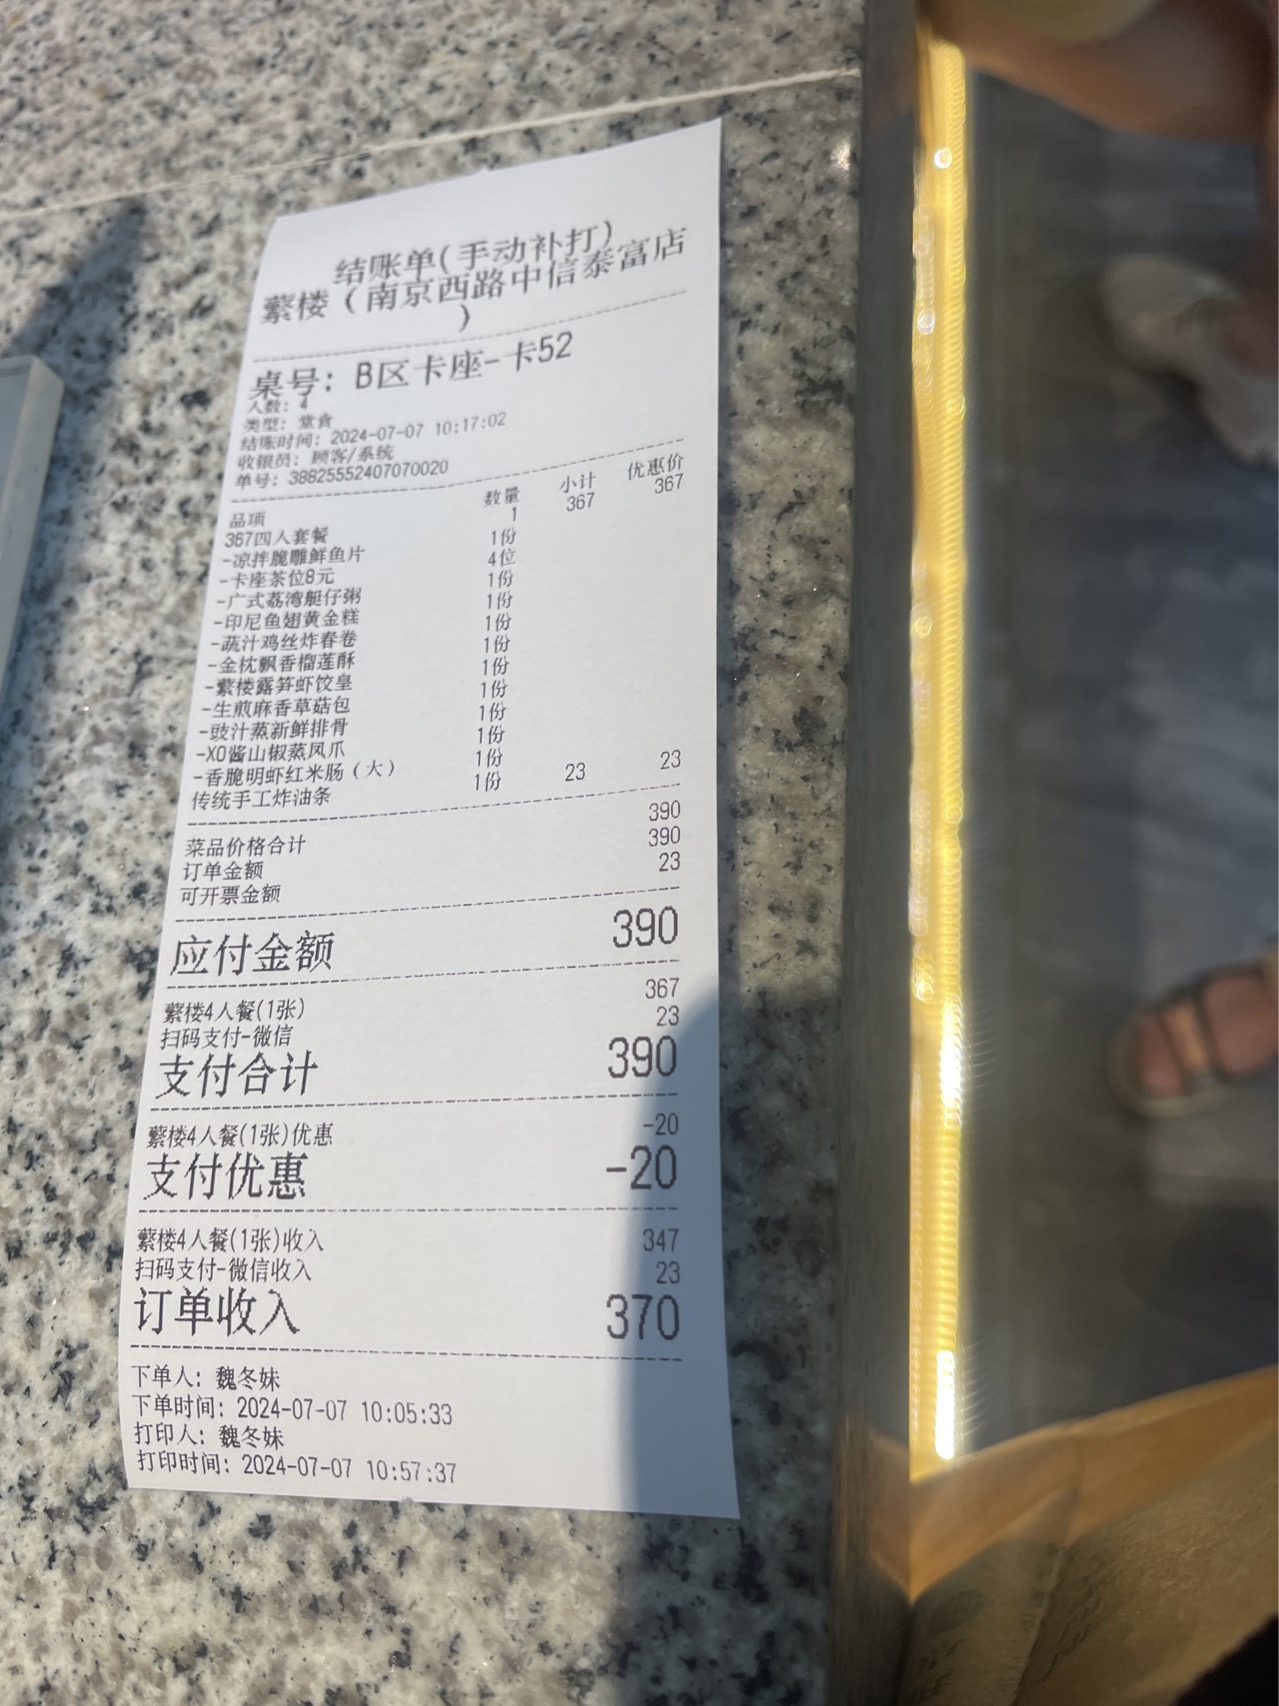 结账单(手动补打)
蘩楼（南京西路中信泰富店
）
桌号: B区卡座-卡52
人数: 4
类型: 堂食
结账时间: 2024-07-07 10:17:02
收银员: 顾客/系统
单号: 38825552407070020
品项 数量 小计 优惠价
367四人套餐 1 367 367
-凉拌脆雕鲜鱼片 1份
-卡座茶位8元 4位
-广式荔湾艇仔粥 1份
-印尼鱼翅黄金糕 1份
-蔬汁鸡丝炸春卷 1份
-金枕飘香榴莲酥 1份
-蘩楼露笋虾饺皇 1份
-生煎麻香草菇包 1份
-豉汁蒸新鲜排骨 1份
-XO酱山椒蒸凤爪 1份
-香脆明虾红米肠（大） 1份
传统手工炸油条 1份 23 23
菜品价格合计 390
订单金额 390
可开票金额 23
应付金额 390
蘩楼4人餐(1张) 367
扫码支付-微信 23
支付合计 390
蘩楼4人餐(1张)优惠 -20
支付优惠 -20
蘩楼4人餐(1张)收入 347
扫码支付-微信收入 23
订单收入 370
下单人: 魏冬妹
下单时间: 2024-07-07 10:05:33
打印人: 魏冬妹
打印时间: 2024-07-07 10:57:37